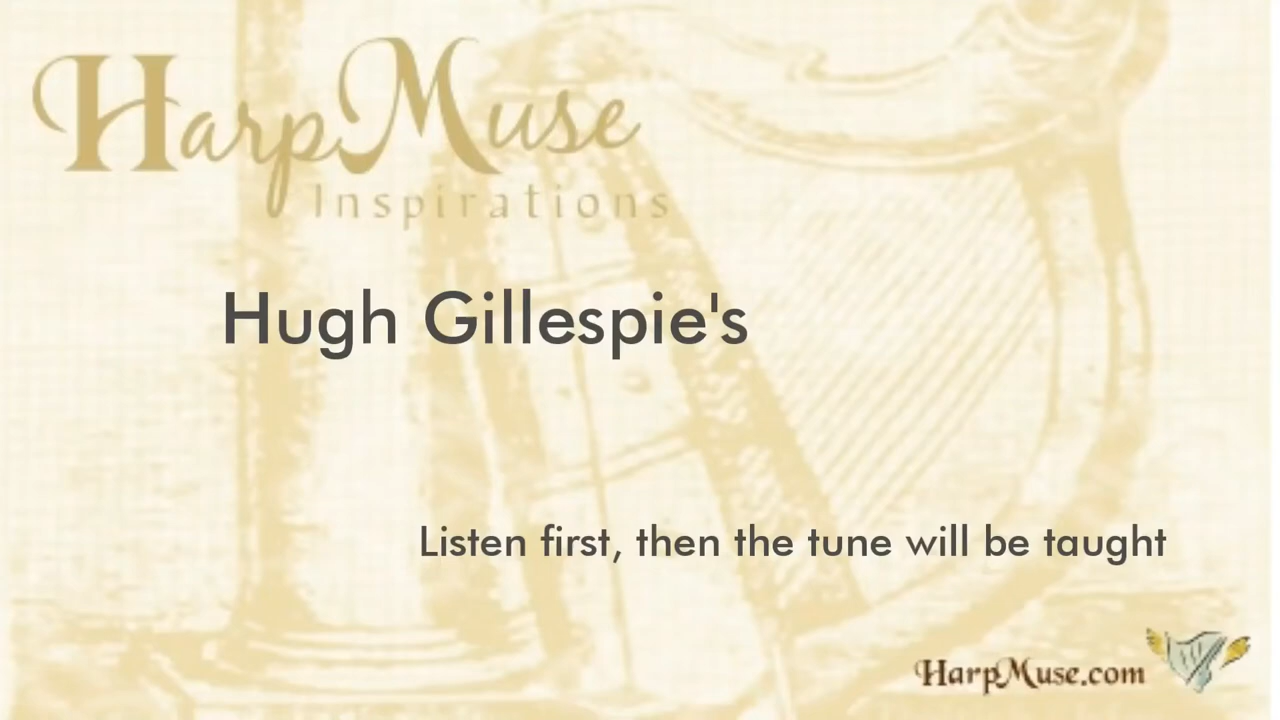 HarpMuse
Inspirations
Hugh Gillespie's
Listen first, then the tune will be taught
HarpMuse.com